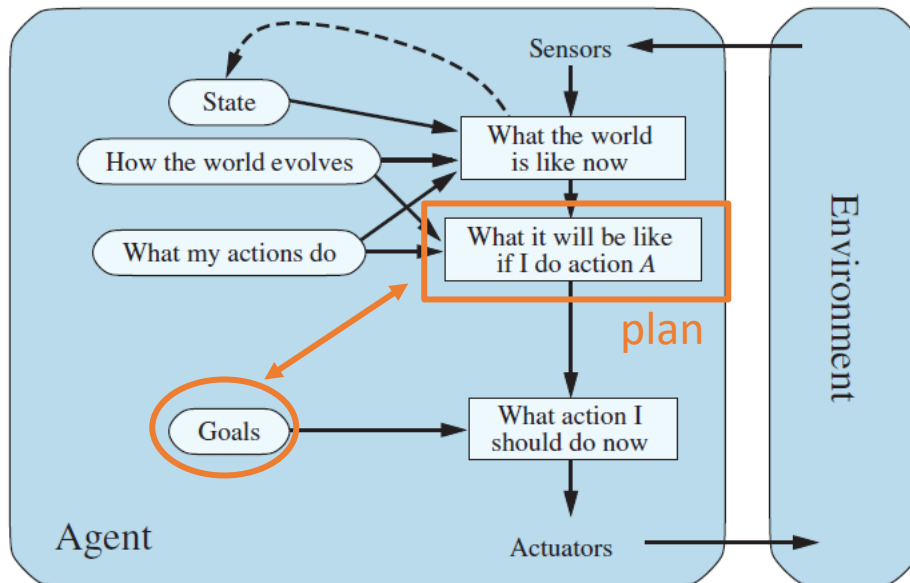 Sensors
State
What the world
is like now
How the world evolves
What it will be like
if I do action A
What my actions do
plan
Goals
What action I
should do now
Agent
Actuators
Environment